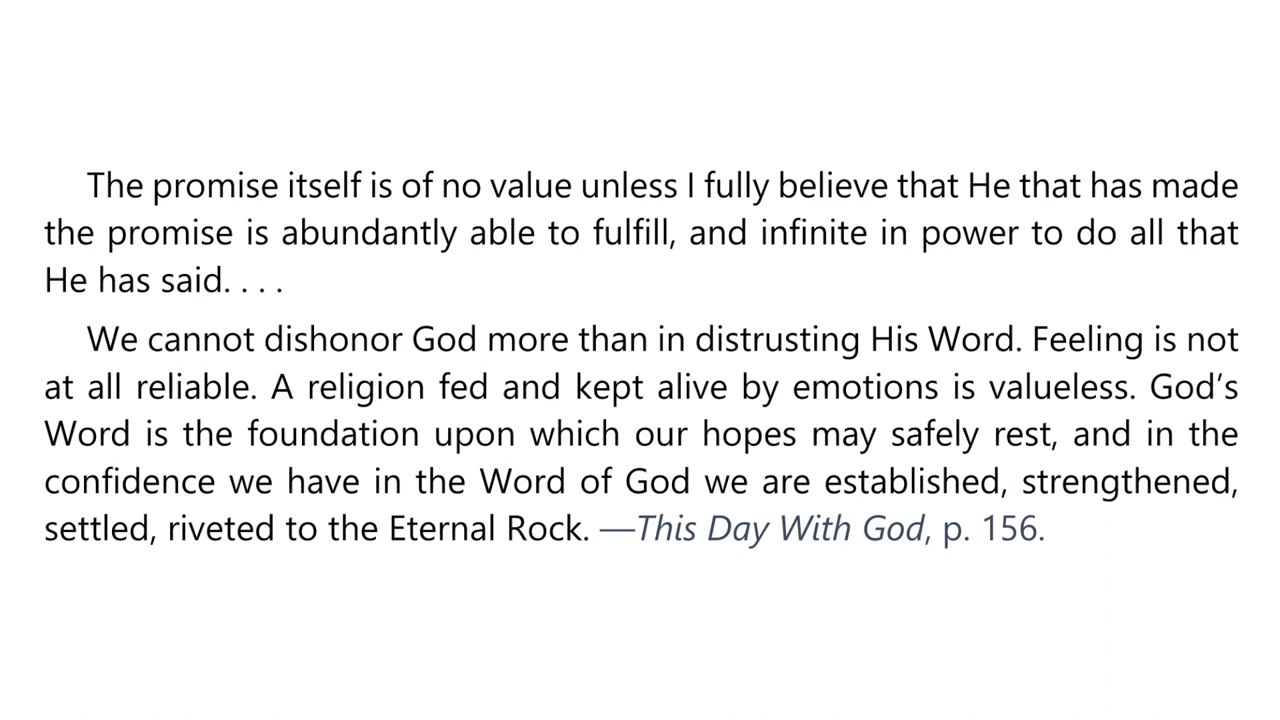 The promise itself is of no value unless I fully believe that He that has made
the promise is abundantly able to fulfill, and infinite in power to do all that
He has said. . . .
We cannot dishonor God more than in distrusting His Word. Feeling is not
at all reliable. A religion fed and kept alive by emotions is valueless. God’s
Word is the foundation upon which our hopes may safely rest, and in the
confidence we have in the Word of God we are established, strengthened,
settled, riveted to the Eternal Rock. —This Day With God, p. 156.